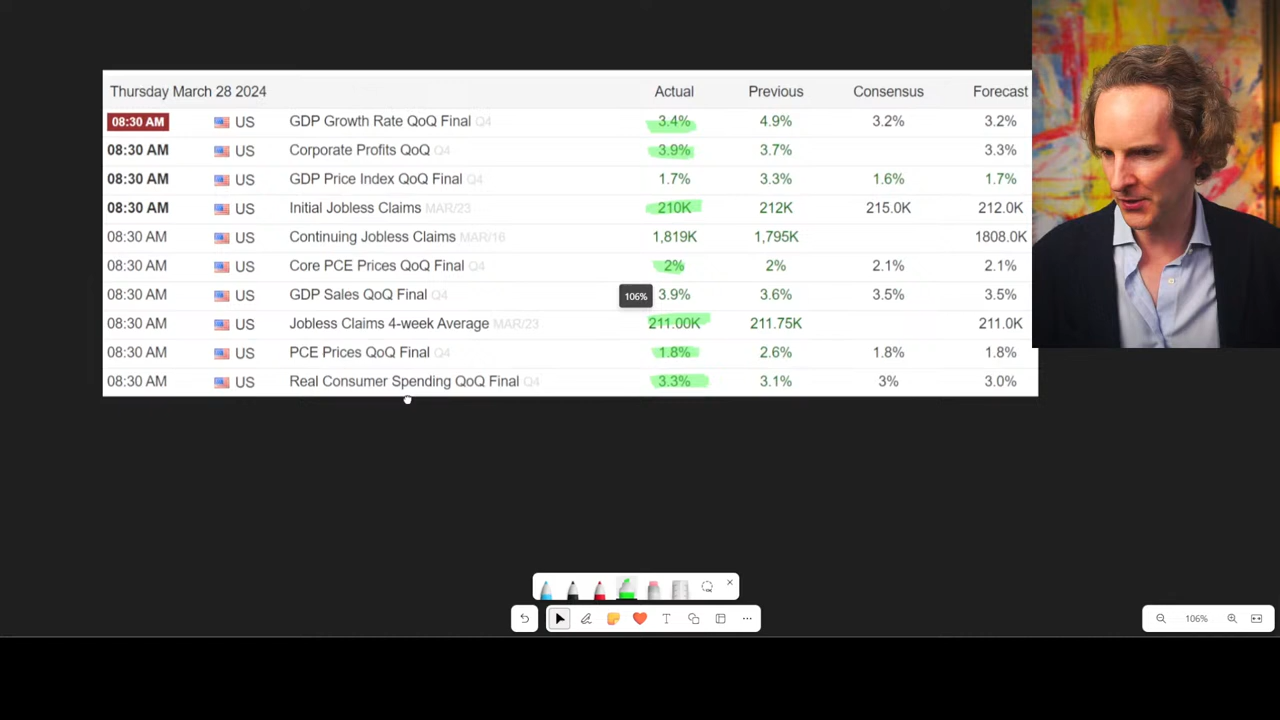 Thursday March 28 2024 Actual Previous Consensus Forecast
08:30 AM US GDP Growth Rate QoQ Final Q4 3.4% 4.9% 3.2% 3.2%
08:30 AM US Corporate Profits QoQ Q4 3.9% 3.7% 3.3%
08:30 AM US GDP Price Index QoQ Final Q4 1.7% 3.3% 1.6% 1.7%
08:30 AM US Initial Jobless Claims MAR/23 210K 212K 215.0K 212.0K
08:30 AM US Continuing Jobless Claims MAR/16 1,819K 1,795K 1808.0K
08:30 AM US Core PCE Prices QoQ Final Q4 2% 2% 2.1% 2.1%
08:30 AM US GDP Sales QoQ Final Q4 3.9% 3.6% 3.5% 3.5%
106%
08:30 AM US Jobless Claims 4-week Average MAR/23 211.00K 211.75K 211.0K
08:30 AM US PCE Prices QoQ Final Q4 1.8% 2.6% 1.8% 1.8%
08:30 AM US Real Consumer Spending QoQ Final Q4 3.3% 3.1% 3% 3.0%
T 106%